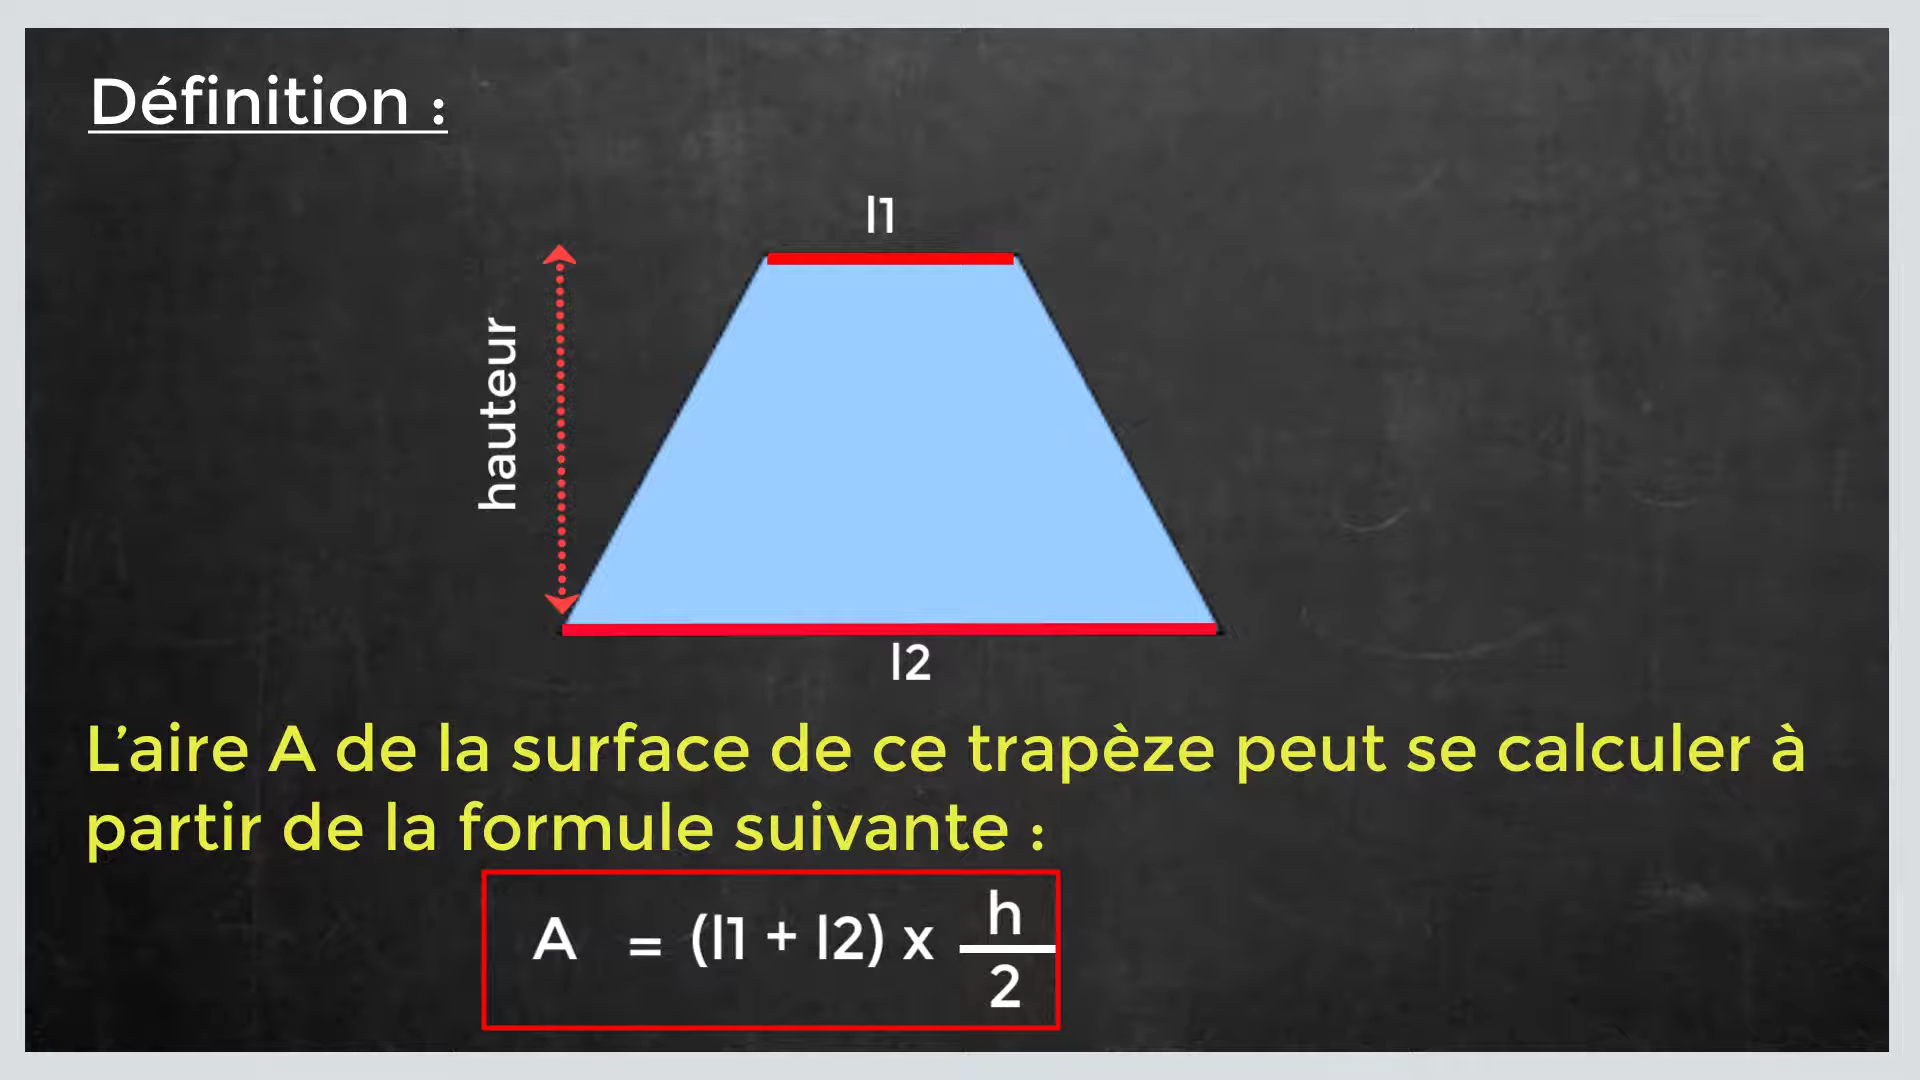 Définition :
l1
hauteur
l2
L’aire A de la surface de ce trapèze peut se calculer à
partir de la formule suivante :
A = (l1 + l2) x h/2